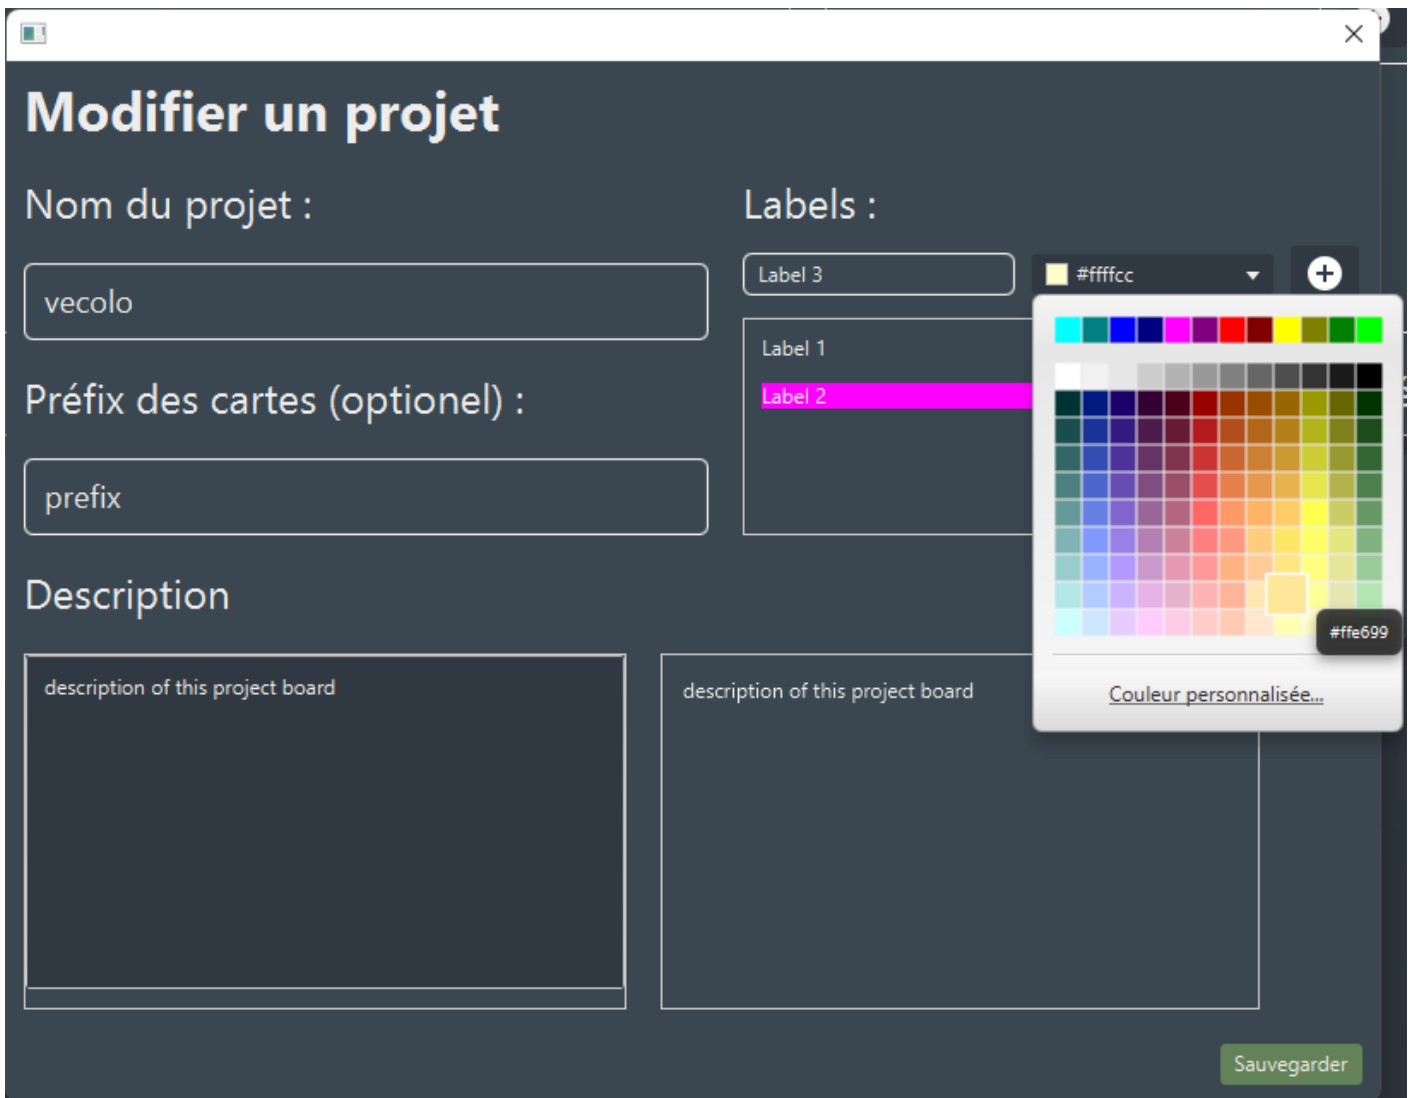 Modifier un projet
Nom du projet :
vecolo
Préfix des cartes (optionel) :
prefix
Labels :
Label 3
#ffffcc
Label 1
Label 2
#ffe699
Couleur personnalisée...
Description
description of this project board
description of this project board
Sauvegarder